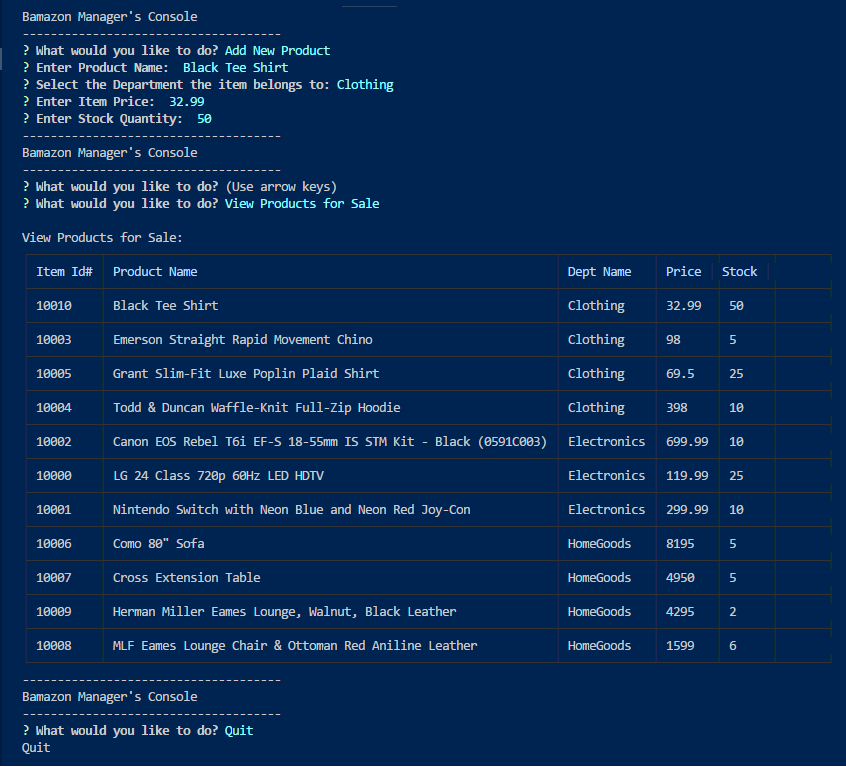 Bamazon Manager's Console
-------------------------------------
? What would you like to do? Add New Product
? Enter Product Name:  Black Tee Shirt
? Select the Department the item belongs to: Clothing
? Enter Item Price:  32.99
? Enter Stock Quantity:  50
-------------------------------------
Bamazon Manager's Console
-------------------------------------
? What would you like to do? (Use arrow keys)
? What would you like to do? View Products for Sale
View Products for Sale:
Item Id# Product Name Dept Name Price Stock
10010 Black Tee Shirt Clothing 32.99 50
10003 Emerson Straight Rapid Movement Chino Clothing 98 5
10005 Grant Slim-Fit Luxe Poplin Plaid Shirt Clothing 69.5 25
10004 Todd & Duncan Waffle-Knit Full-Zip Hoodie Clothing 398 10
10002 Canon EOS Rebel T6i EF-S 18-55mm IS STM Kit - Black (0591C003) Electronics 699.99 10
10000 LG 24 Class 720p 60Hz LED HDTV Electronics 119.99 25
10001 Nintendo Switch with Neon Blue and Neon Red Joy-Con Electronics 299.99 10
10006 Como 80" Sofa HomeGoods 8195 5
10007 Cross Extension Table HomeGoods 4950 5
10009 Herman Miller Eames Lounge, Walnut, Black Leather HomeGoods 4295 2
10008 MLF Eames Lounge Chair & Ottoman Red Aniline Leather HomeGoods 1599 6
-------------------------------------
Bamazon Manager's Console
-------------------------------------
? What would you like to do? Quit
Quit